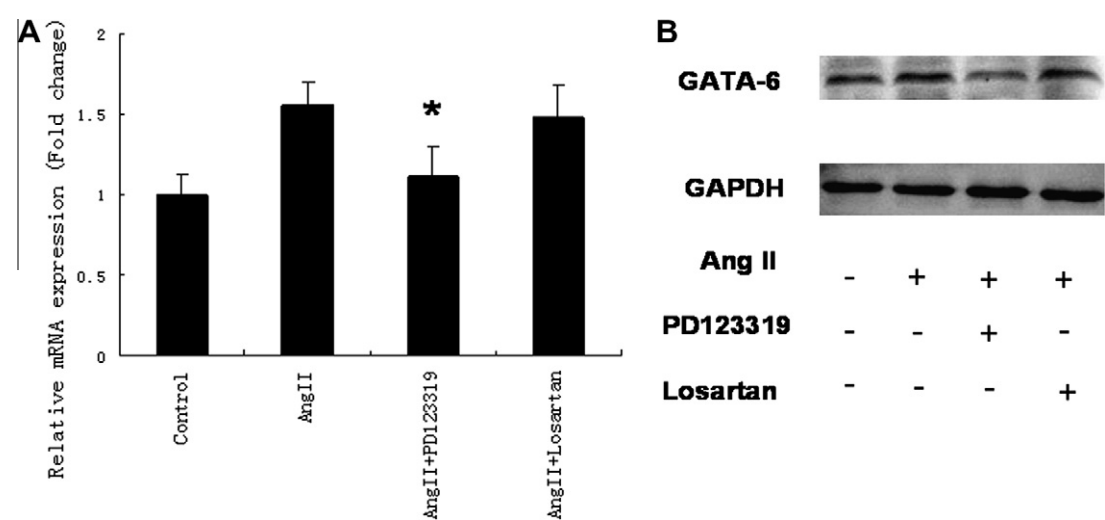 A
Relative mRNA expression (Fold change)
2
1.5
1
0.5
0
*
Control
AngII
AngII+PD123319
AngII+Losartan
B
GATA-6
GAPDH
Ang II - + + +
PD123319 - - + -
Losartan - - - +